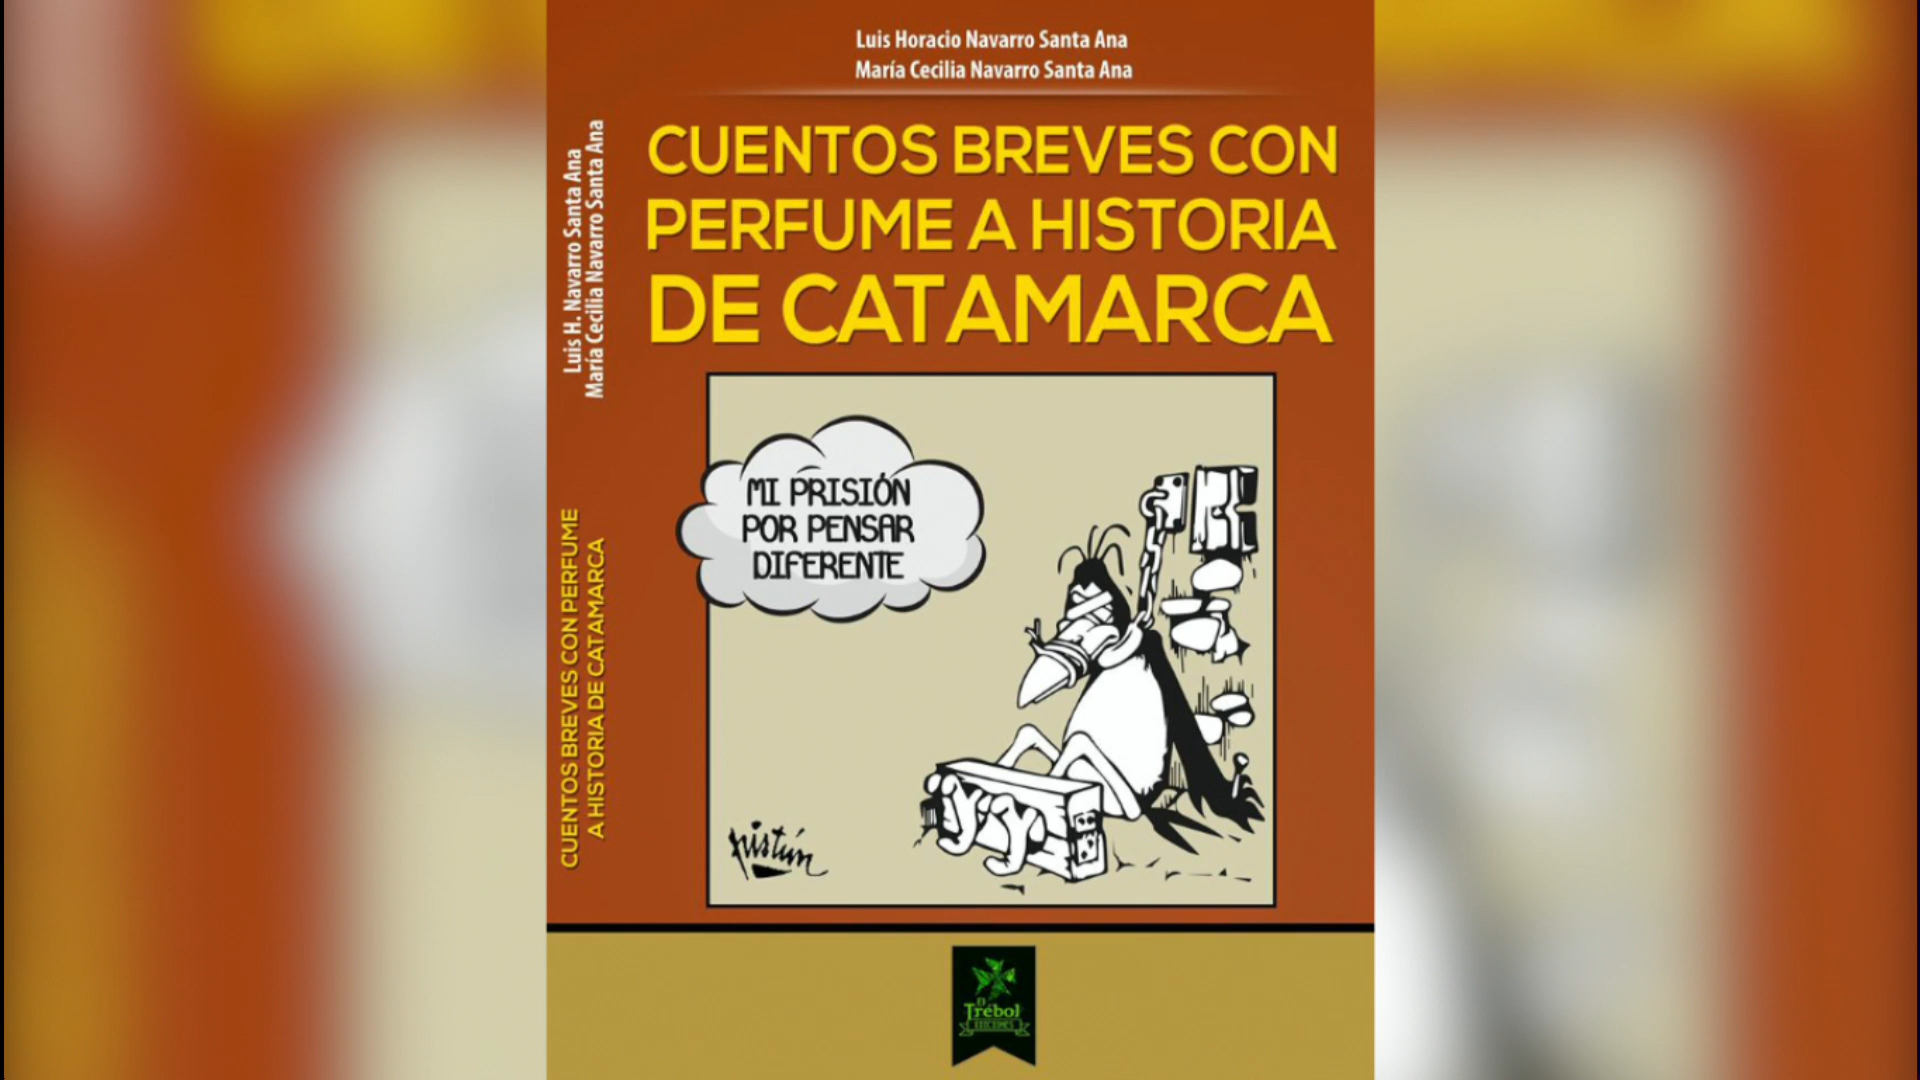 Luis Horacio Navarro Santa Ana
María Cecilia Navarro Santa Ana
CUENTOS BREVES CON
PERFUME A HISTORIA
DE CATAMARCA
Luis H. Navarro Santa Ana
María Cecilia Navarro Santa Ana
CUENTOS BREVES CON PERFUME
A HISTORIA DE CATAMARCA
MI PRISIÓN
POR PENSAR
DIFERENTE
El
Trébol
EDICIONES